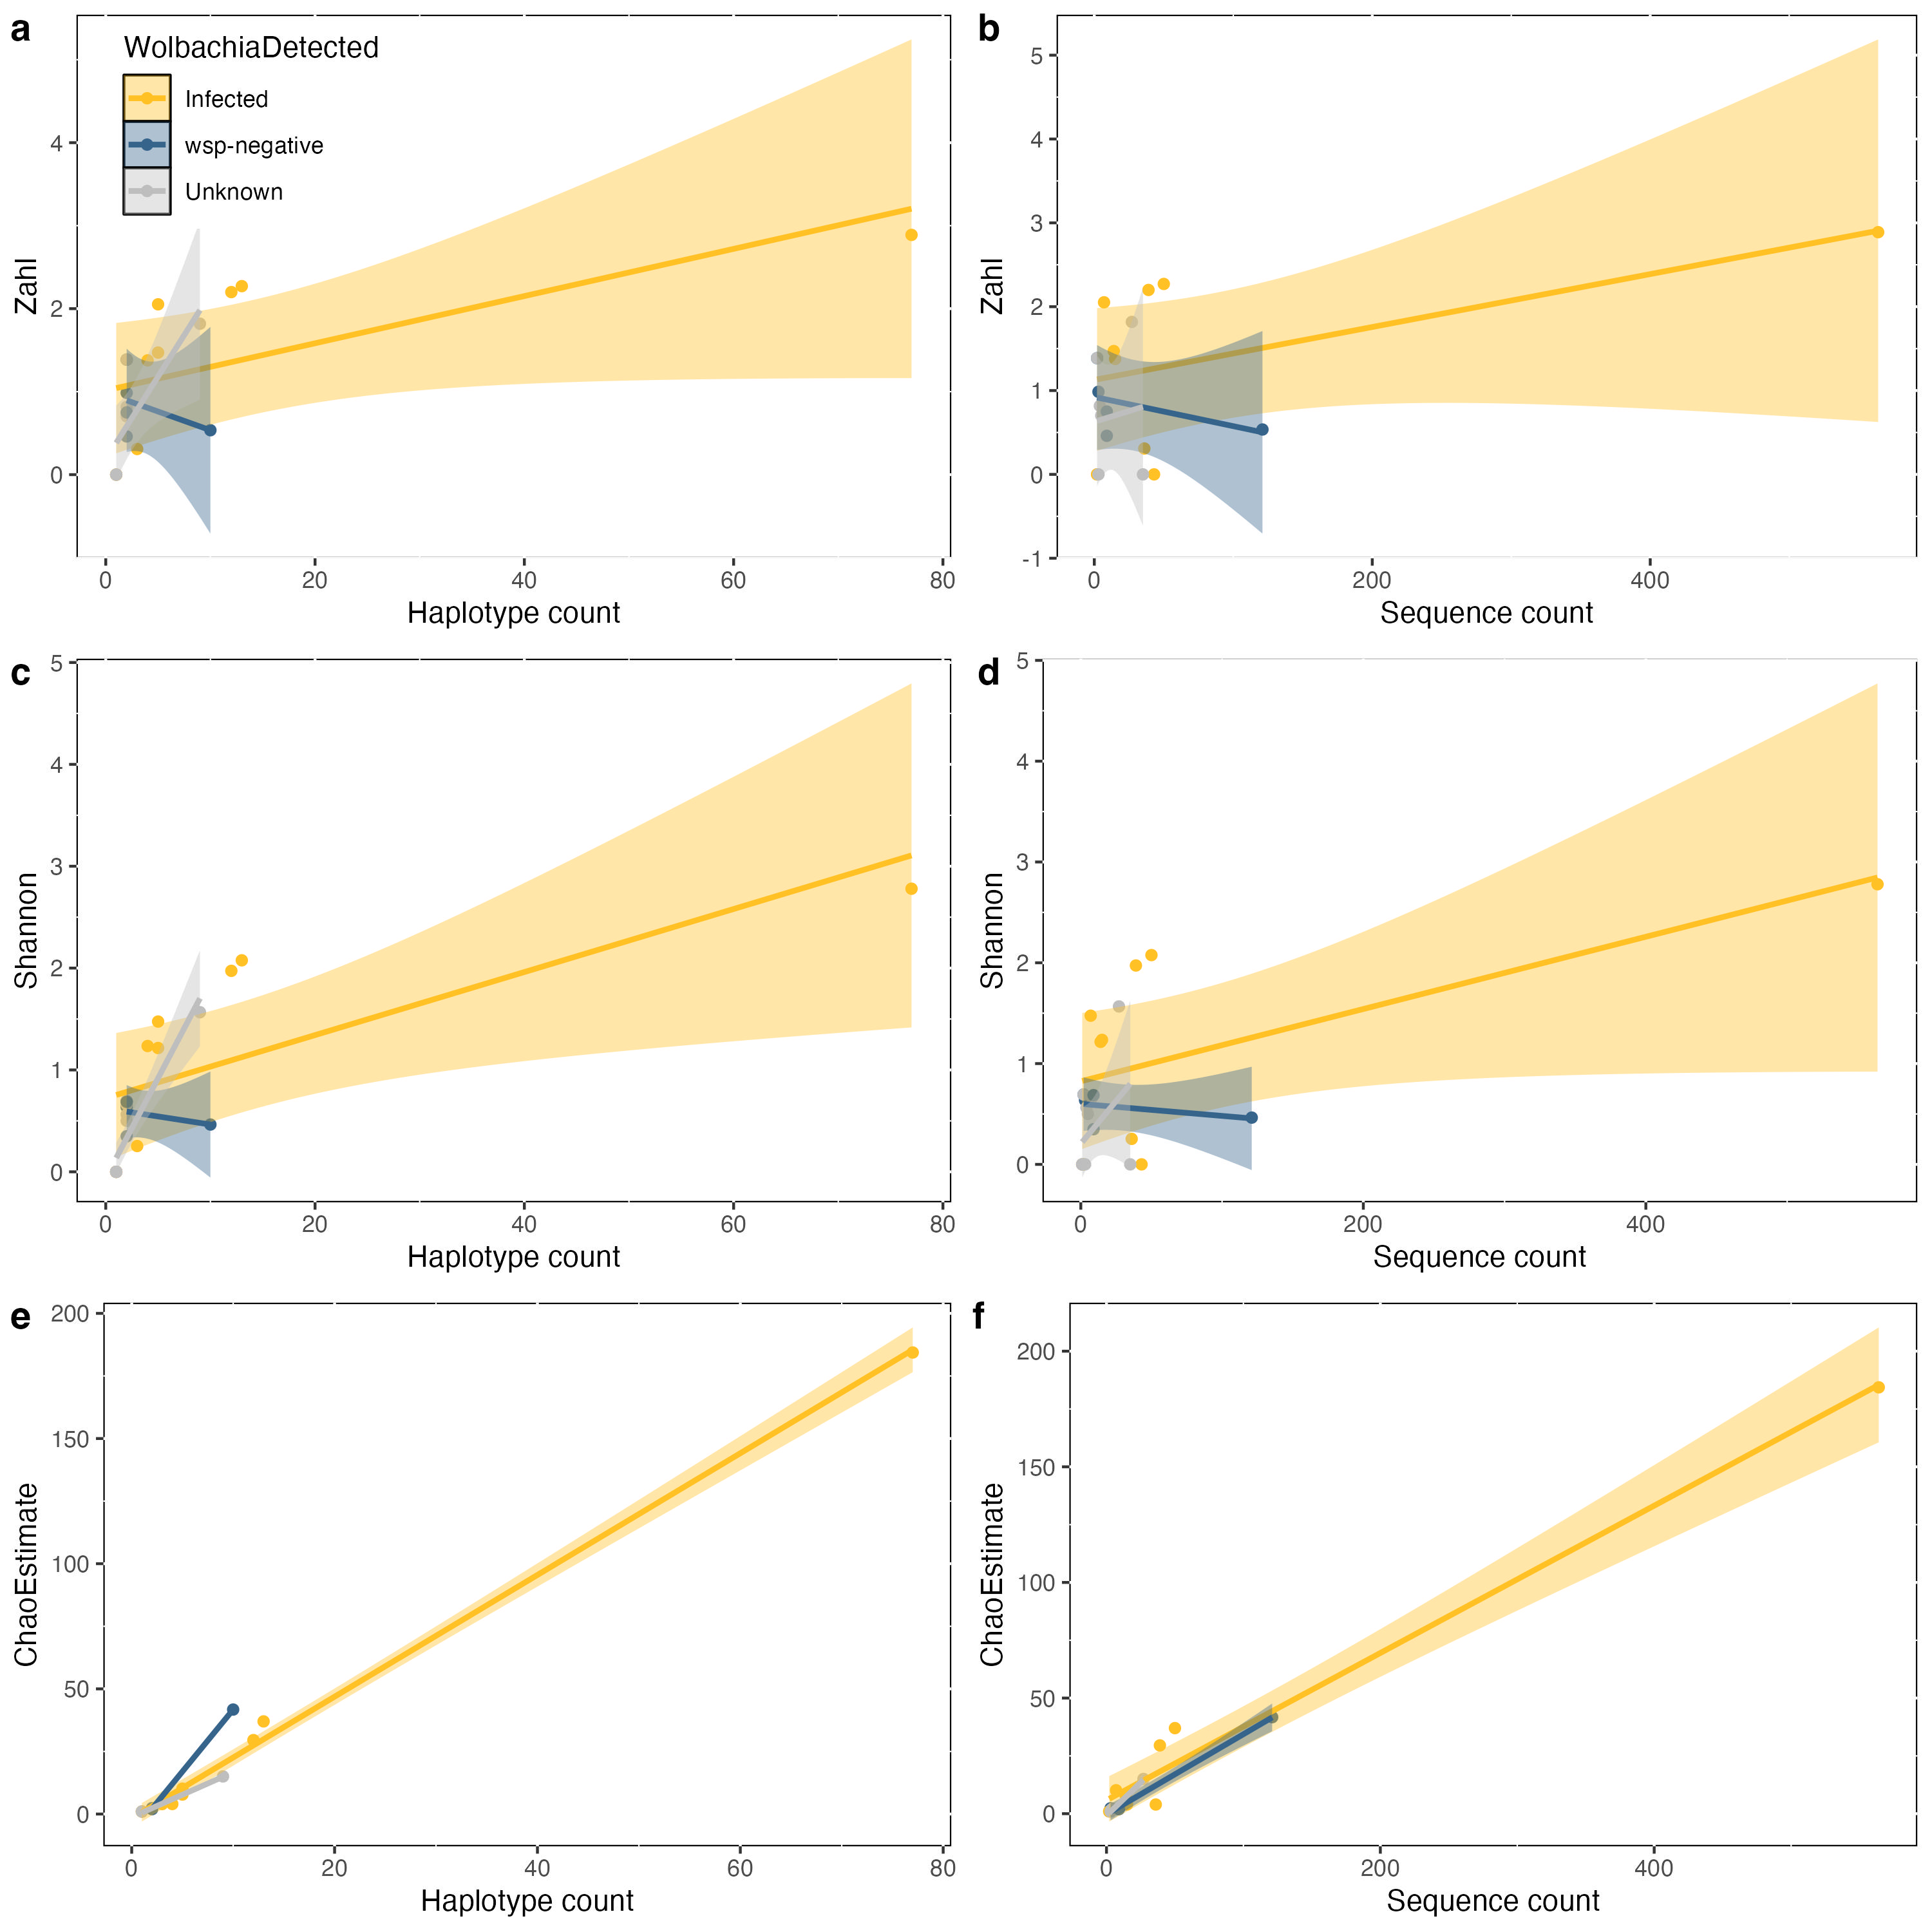 a
WolbachiaDetected
Infected
wsp-negative
Unknown
Zahl
4
2
0
0 20 40 60 80
Haplotype count
b
Zahl
5
4
3
2
1
0
-1
0 200 400
Sequence count
c
Shannon
5
4
3
2
1
0
0 20 40 60 80
Haplotype count
d
Shannon
5
4
3
2
1
0
0 200 400
Sequence count
e
ChaoEstimate
200
150
100
50
0
0 20 40 60 80
Haplotype count
f
ChaoEstimate
200
150
100
50
0
0 200 400
Sequence count